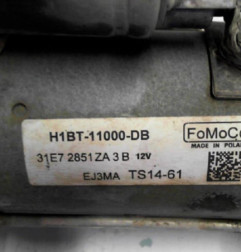 H1BT-11000-DB
FoMoCo
MADE IN POLAND
31E7 2851ZA 3 B 12V
EJ3MA TS14-61